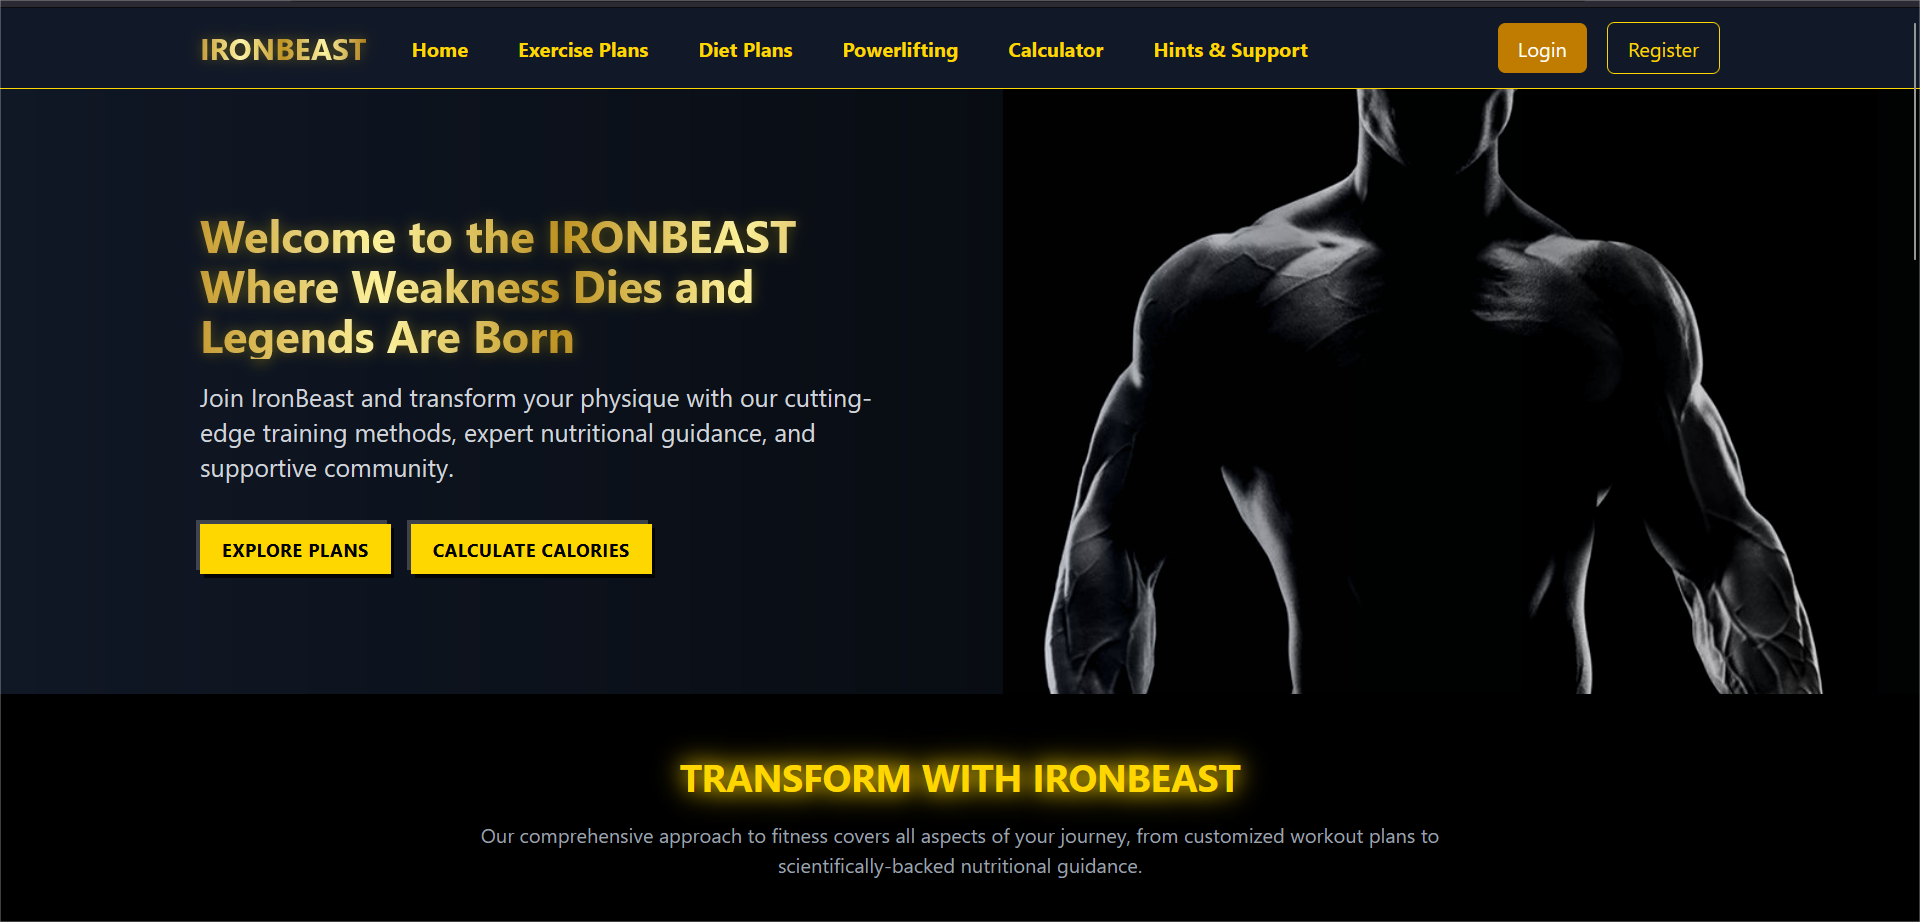 IRONBEAST Home Exercise Plans Diet Plans Powerlifting Calculator Hints & Support Login Register
Welcome to the IRONBEAST
Where Weakness Dies and
Legends Are Born
Join IronBeast and transform your physique with our cutting-
edge training methods, expert nutritional guidance, and
supportive community.
EXPLORE PLANS CALCULATE CALORIES
TRANSFORM WITH IRONBEAST
Our comprehensive approach to fitness covers all aspects of your journey, from customized workout plans to
scientifically-backed nutritional guidance.